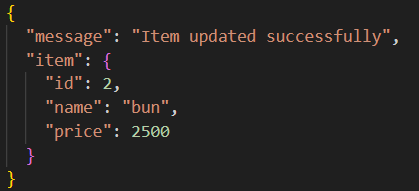 {
"message": "Item updated successfully",
"item": {
"id": 2,
"name": "bun",
"price": 2500
}
}